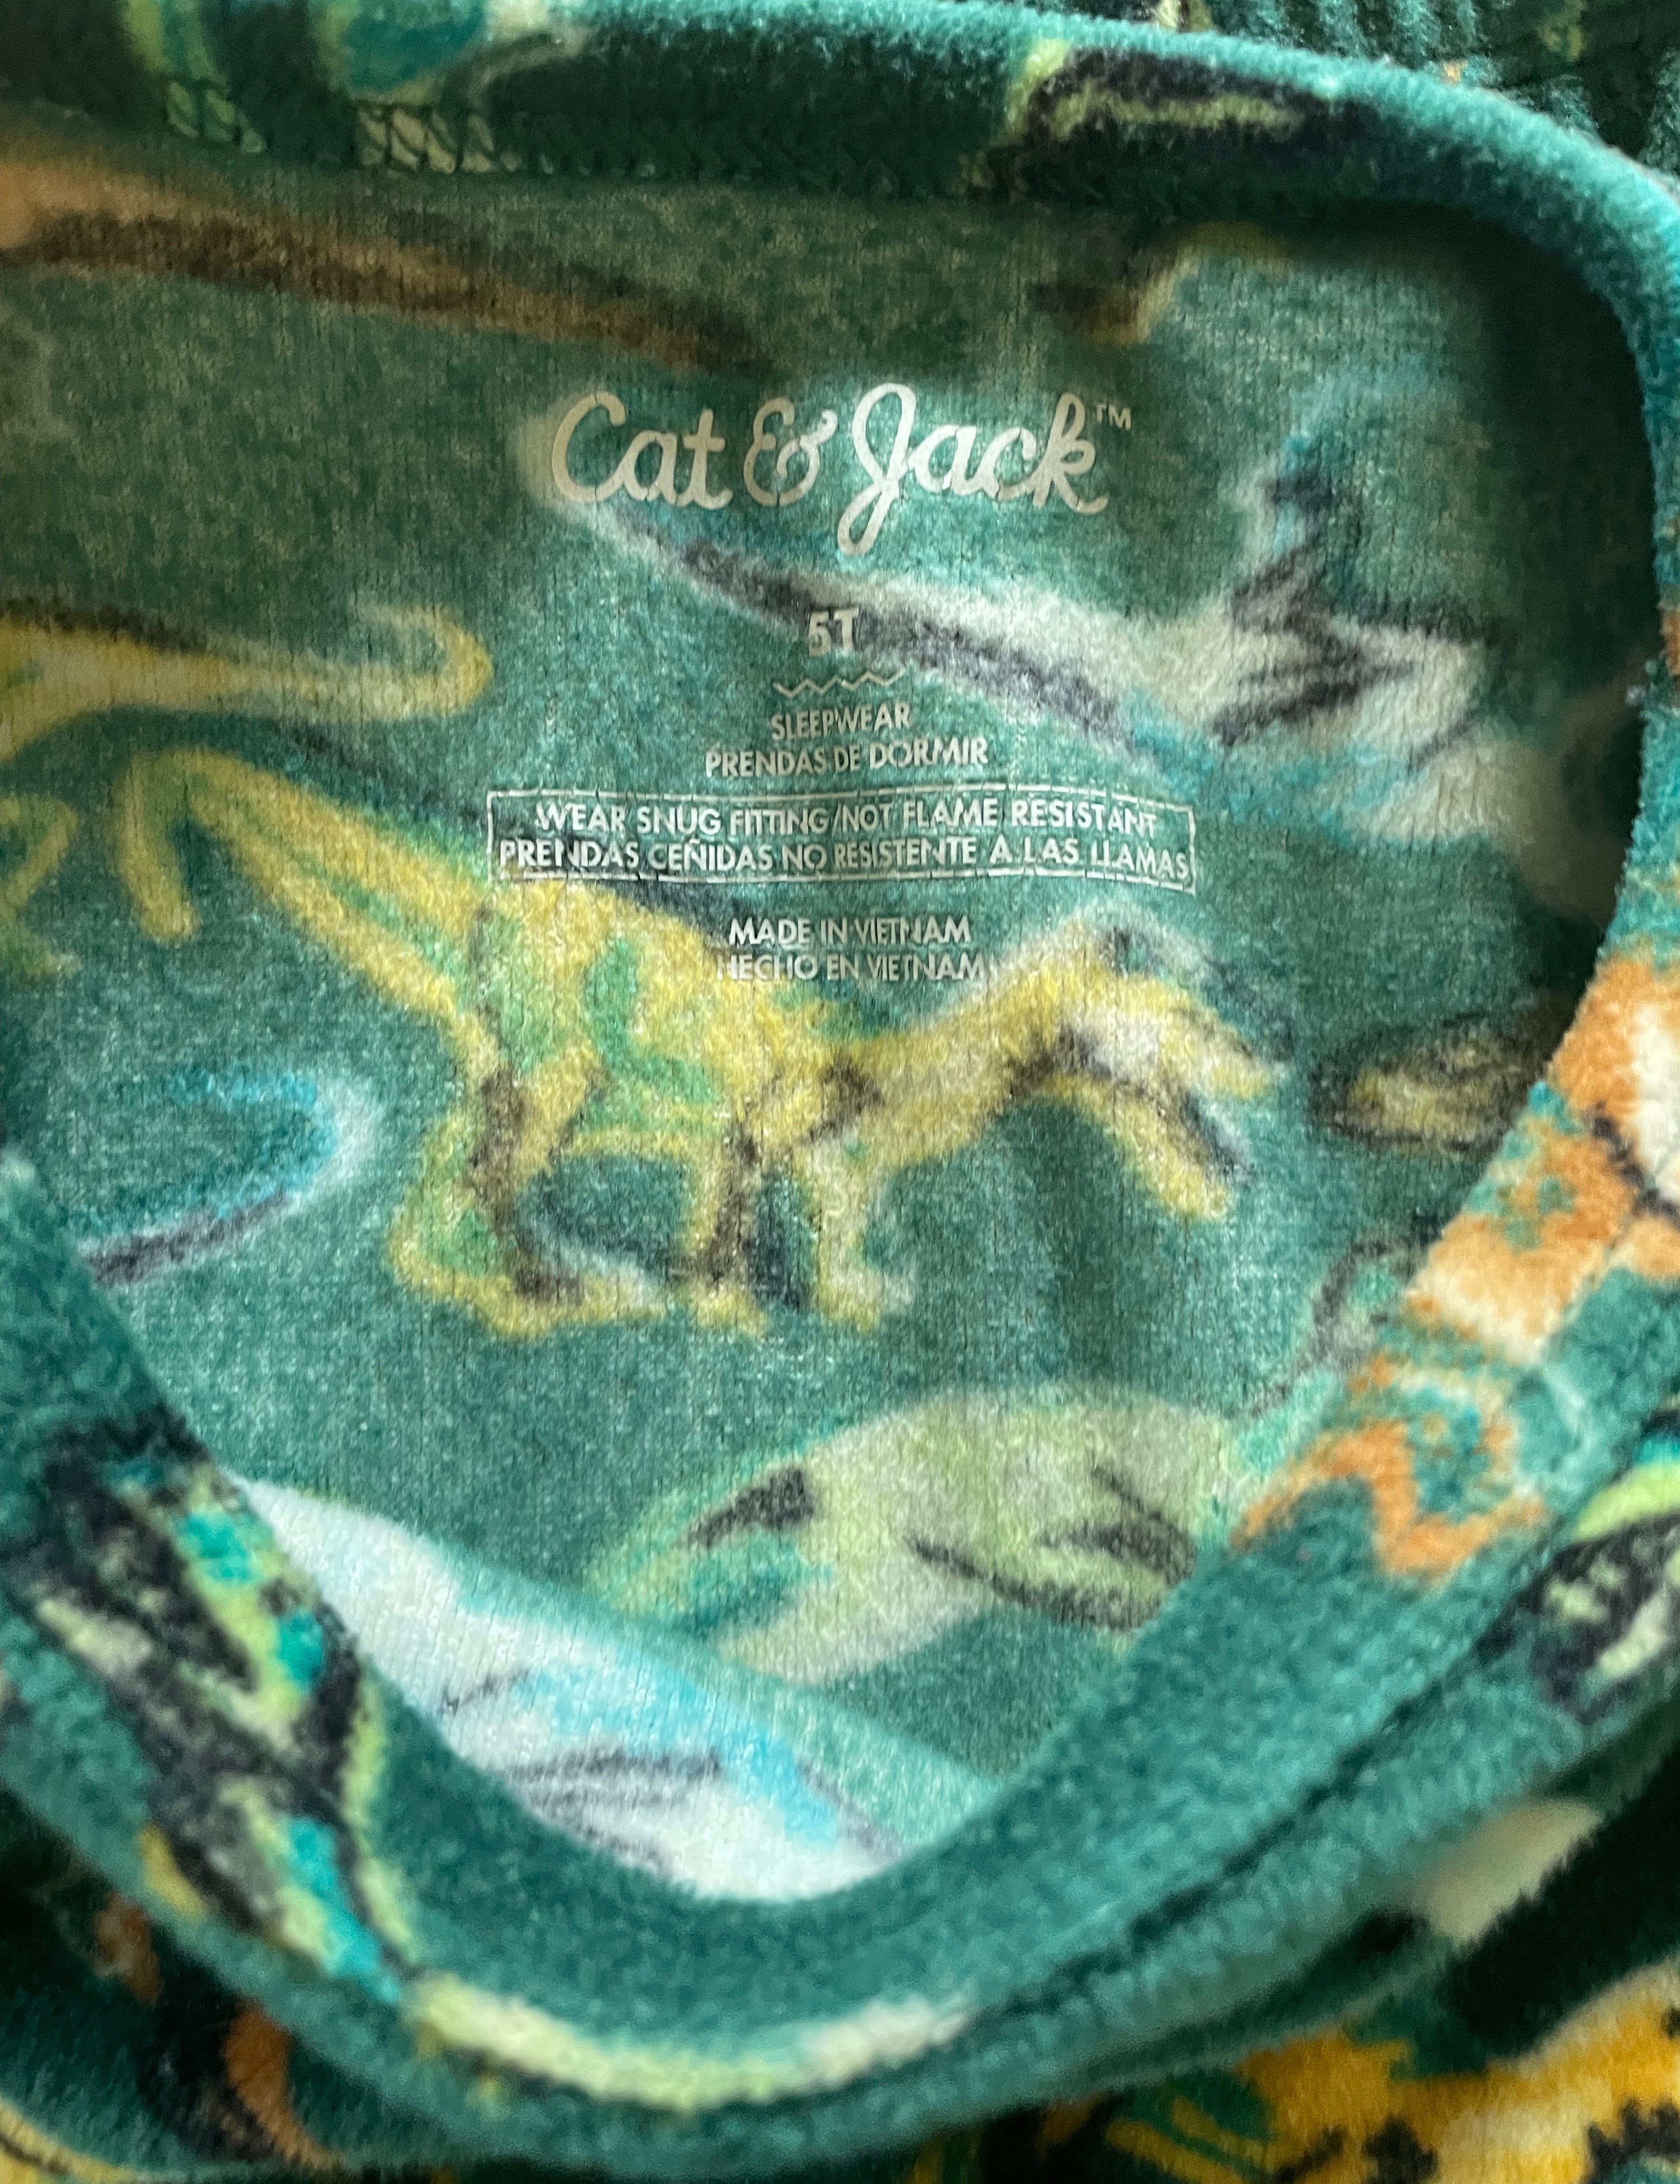 Cat & Jack™
5T
SLEEPWEAR
PRENDAS DE DORMIR
WEAR SNUG FITTING/NOT FLAME RESISTANT
PRENDAS CEÑIDAS NO RESISTENTE A LAS LLAMAS
MADE IN VIETNAM
HECHO EN VIETNAM